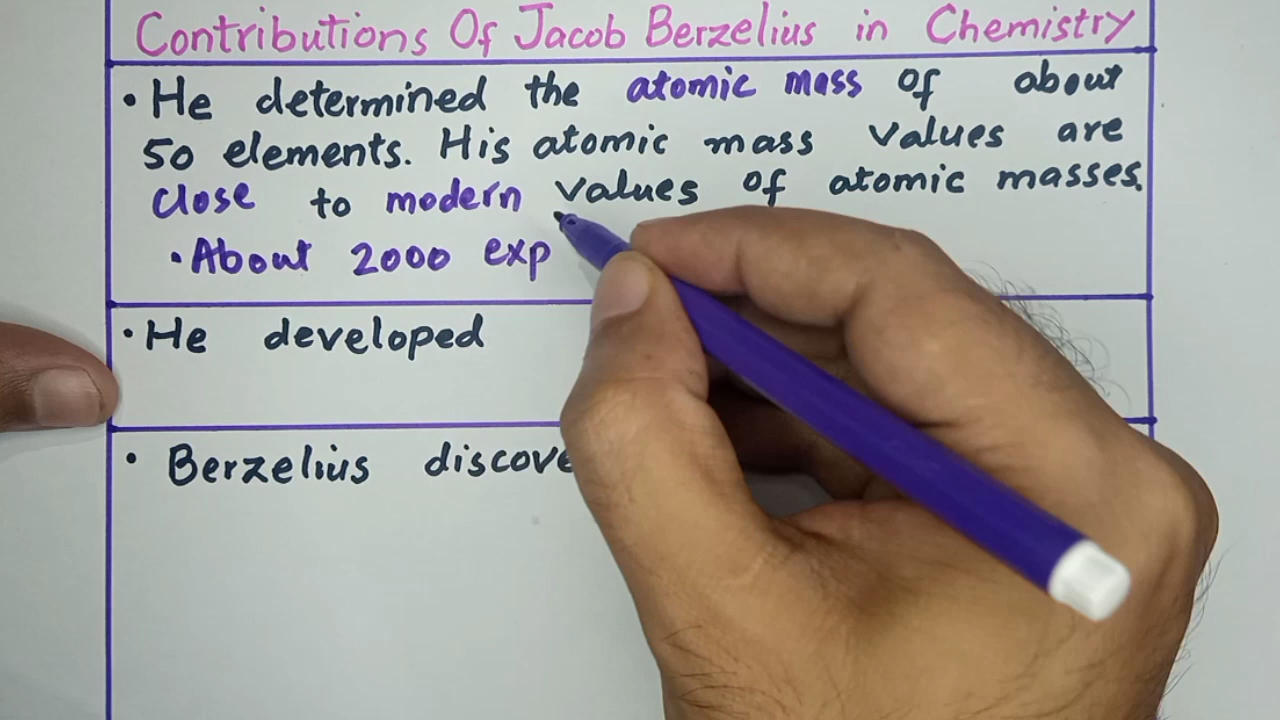 Contributions Of Jacob Berzelius in Chemistry
• He determined the atomic mass of about
50 elements. His atomic mass values are
close to modern values of atomic masses.
• About 2000 exp
• He developed
• Berzelius discove